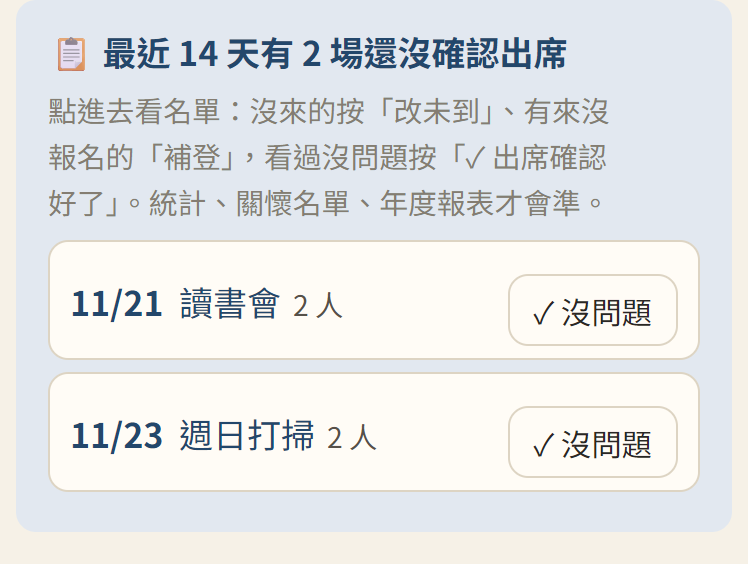 📋 最近 14 天有 2 場還沒確認出席
點進去看名單：沒來的按「改未到」、有來沒
報名的「補登」，看過沒問題按「✓ 出席確認
好了」。統計、關懷名單、年度報表才會準。
11/21 讀書會 2 人 ✓ 沒問題
11/23 週日打掃 2 人 ✓ 沒問題